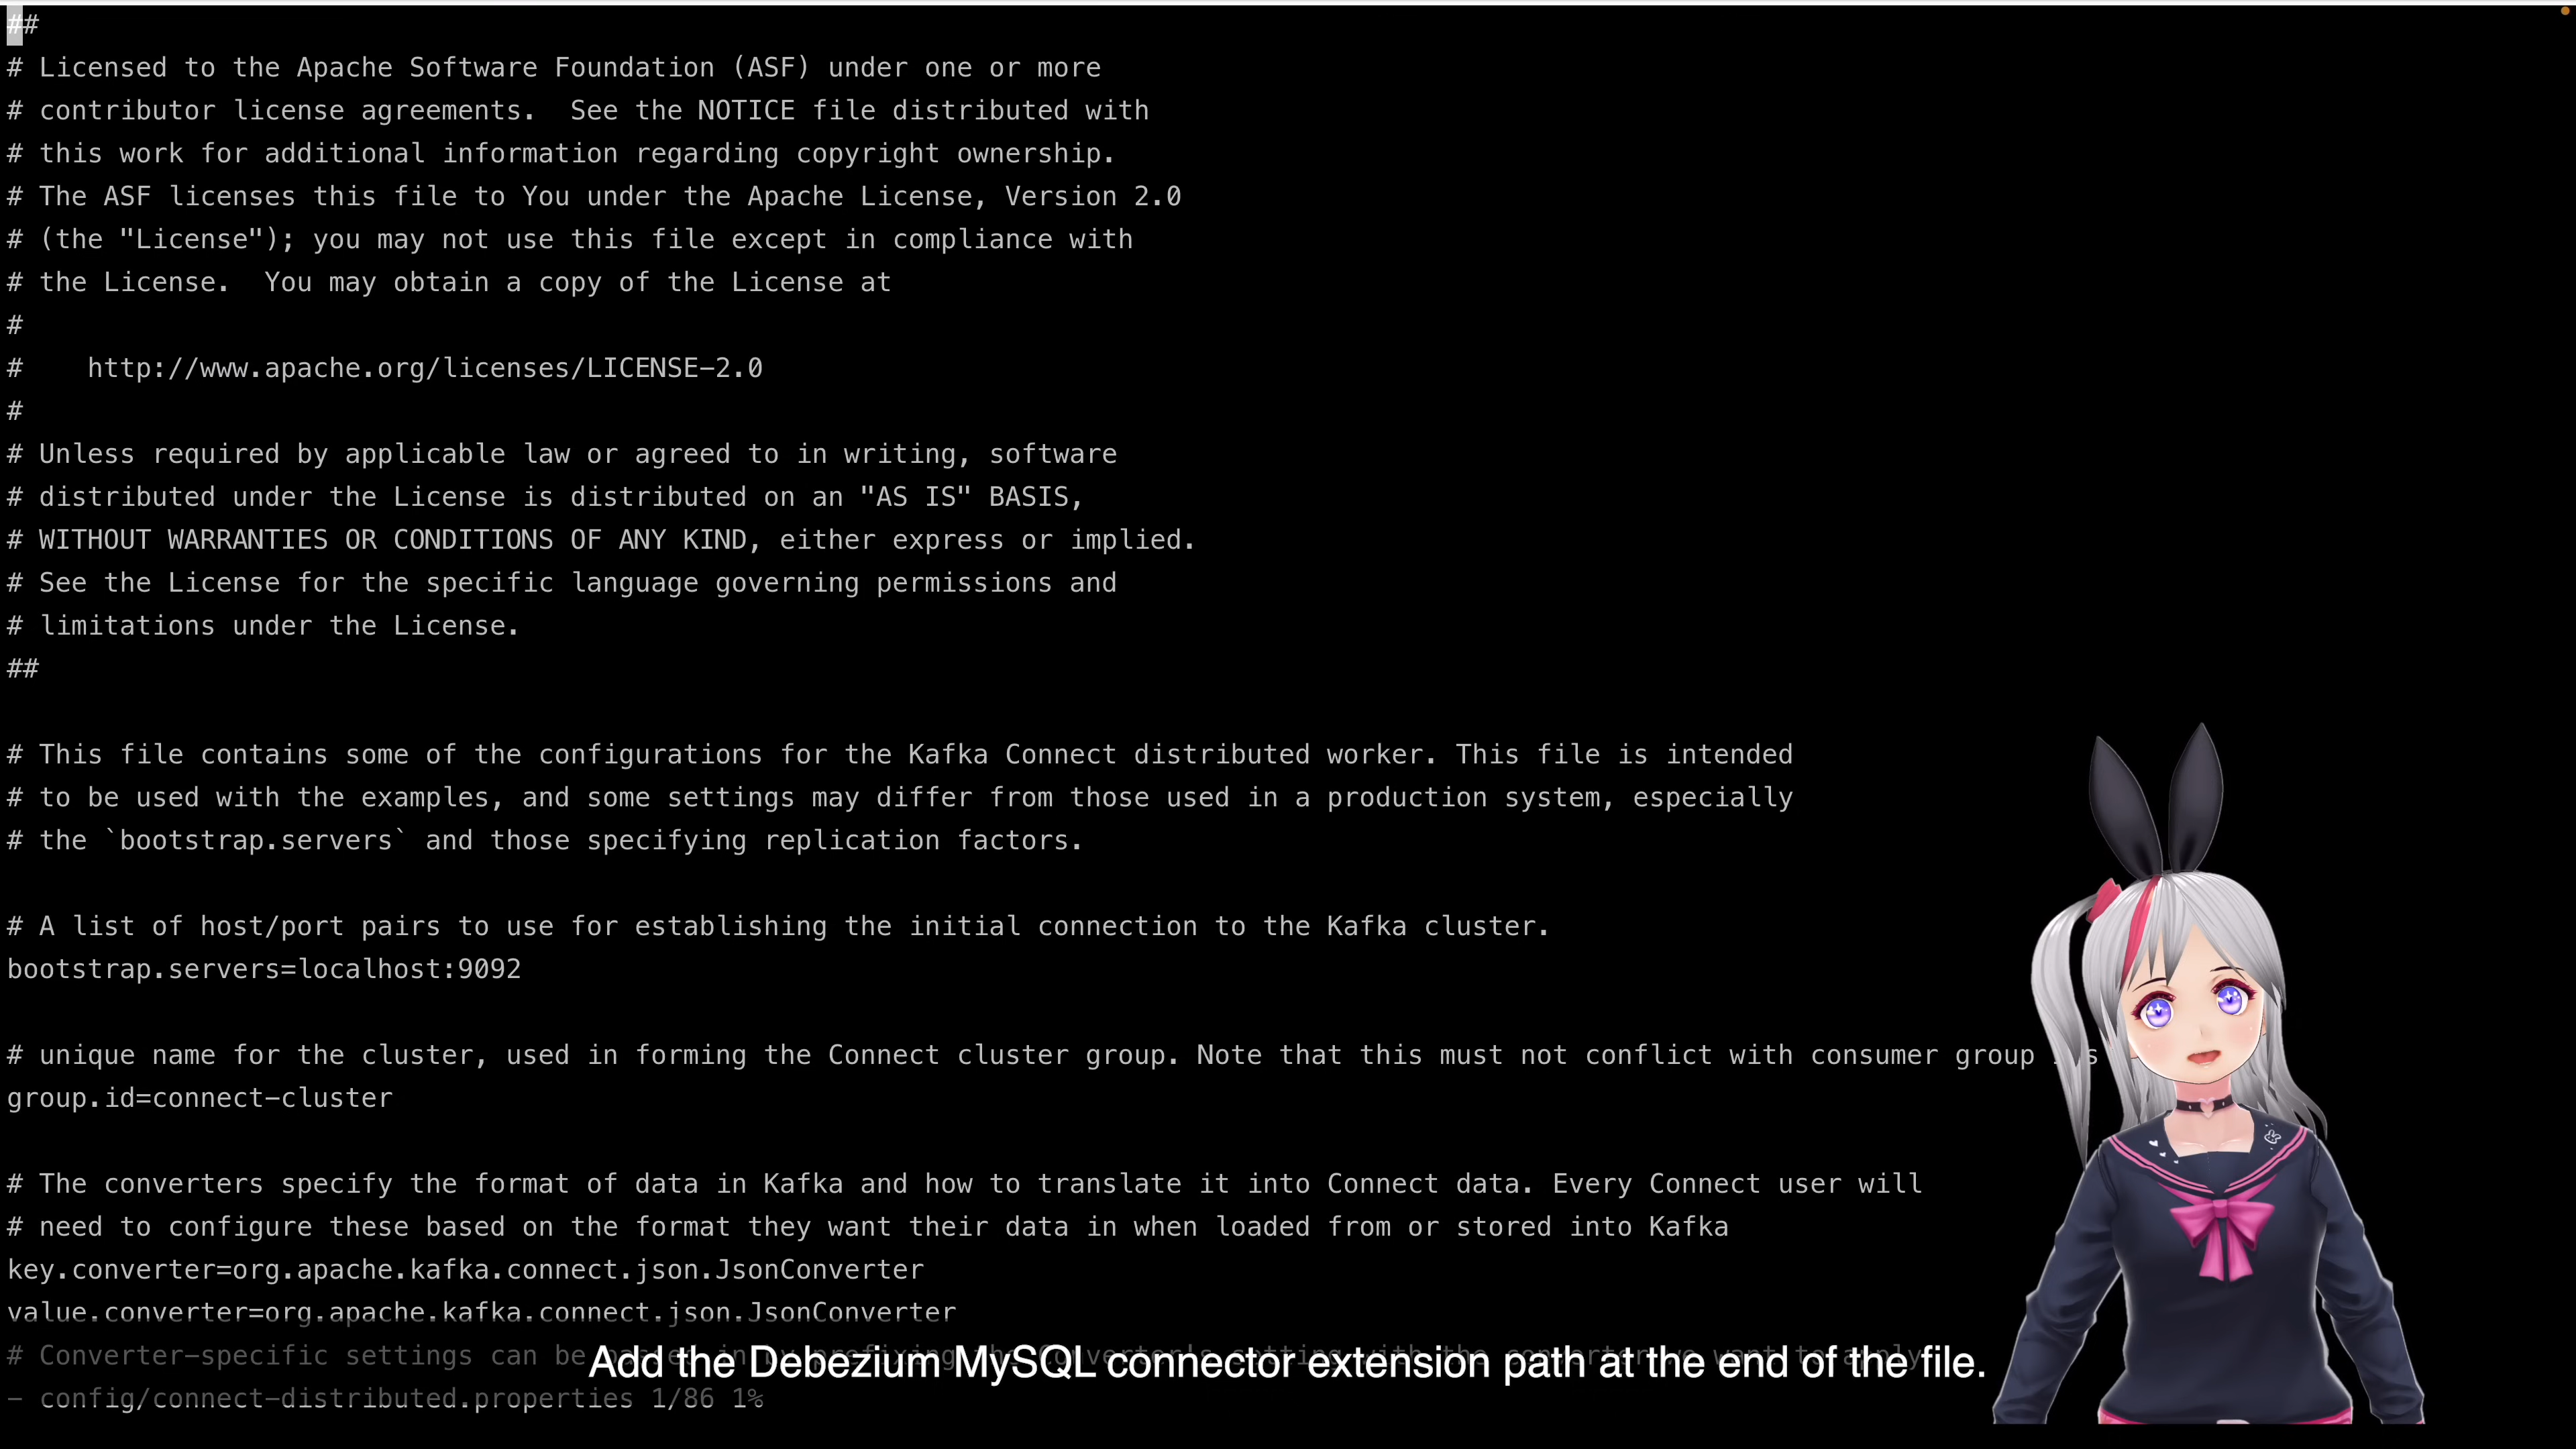 ##
# Licensed to the Apache Software Foundation (ASF) under one or more
# contributor license agreements.  See the NOTICE file distributed with
# this work for additional information regarding copyright ownership.
# The ASF licenses this file to You under the Apache License, Version 2.0
# (the "License"); you may not use this file except in compliance with
# the License.  You may obtain a copy of the License at
#
#    http://www.apache.org/licenses/LICENSE-2.0
#
# Unless required by applicable law or agreed to in writing, software
# distributed under the License is distributed on an "AS IS" BASIS,
# WITHOUT WARRANTIES OR CONDITIONS OF ANY KIND, either express or implied.
# See the License for the specific language governing permissions and
# limitations under the License.
##
# This file contains some of the configurations for the Kafka Connect distributed worker. This file is intended
# to be used with the examples, and some settings may differ from those used in a production system, especially
# the `bootstrap.servers` and those specifying replication factors.
# A list of host/port pairs to use for establishing the initial connection to the Kafka cluster.
bootstrap.servers=localhost:9092
# unique name for the cluster, used in forming the Connect cluster group. Note that this must not conflict with consumer group
group.id=connect-cluster
# The converters specify the format of data in Kafka and how to translate it into Connect data. Every Connect user will
# need to configure these based on the format they want their data in when loaded from or stored into Kafka
key.converter=org.apache.kafka.connect.json.JsonConverter
value.converter=org.apache.kafka.connect.json.JsonConverter
# Converter-specific settings can be
Add the Debezium MySQL connector extension path at the end of the file.
- config/connect-distributed.properties 1/86 1%